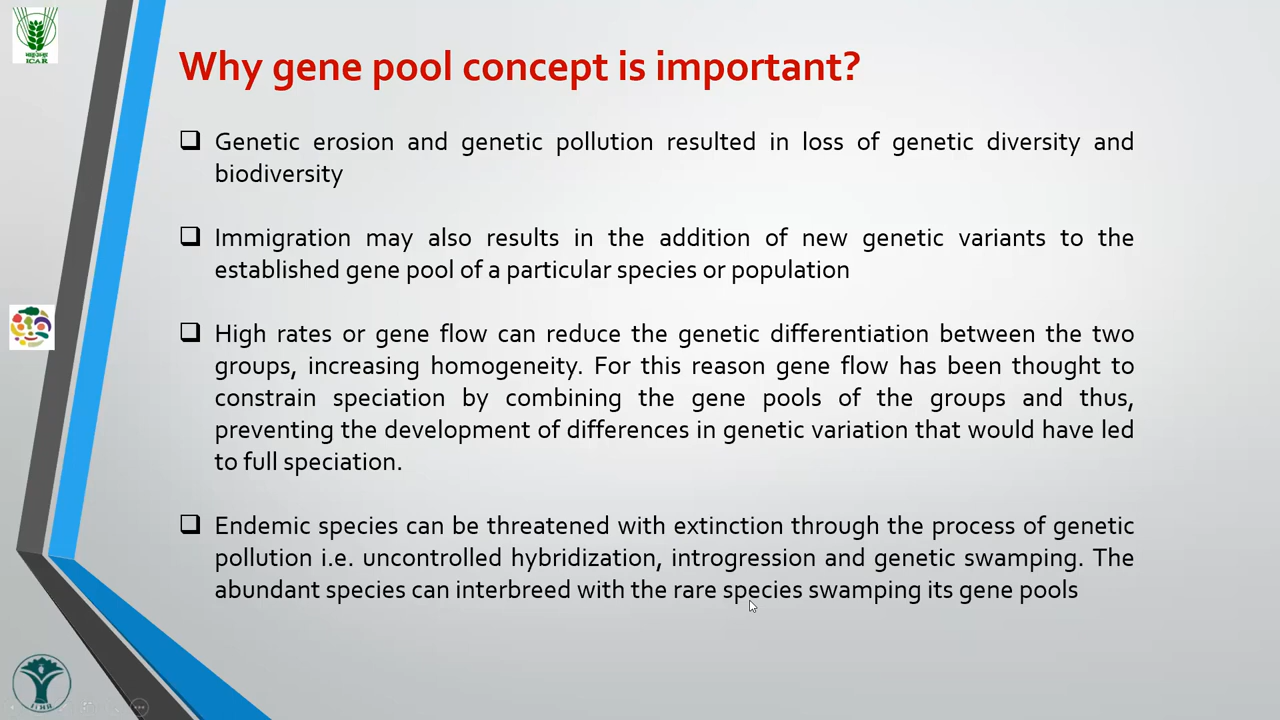 ICAR
Why gene pool concept is important?
Genetic erosion and genetic pollution resulted in loss of genetic diversity and
biodiversity
Immigration may also results in the addition of new genetic variants to the
established gene pool of a particular species or population
High rates or gene flow can reduce the genetic differentiation between the two
groups, increasing homogeneity. For this reason gene flow has been thought to
constrain speciation by combining the gene pools of the groups and thus,
preventing the development of differences in genetic variation that would have led
to full speciation.
Endemic species can be threatened with extinction through the process of genetic
pollution i.e. uncontrolled hybridization, introgression and genetic swamping. The
abundant species can interbreed with the rare species swamping its gene pools